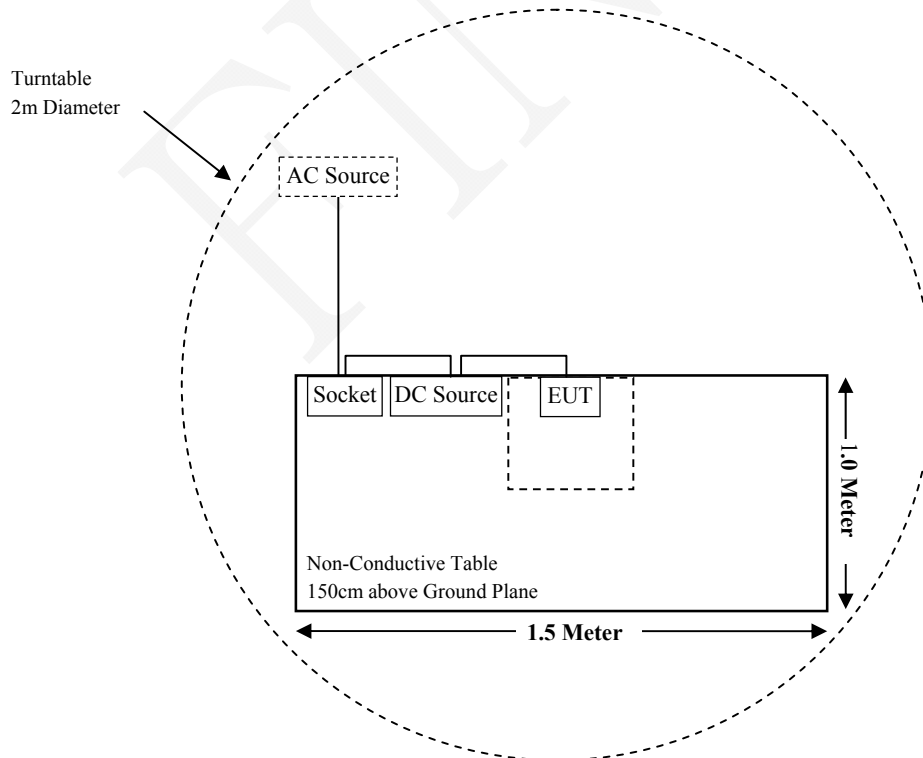 Turntable
2m Diameter
AC Source
Socket
DC Source
EUT
1.0 Meter
Non-Conductive Table
150cm above Ground Plane
1.5 Meter